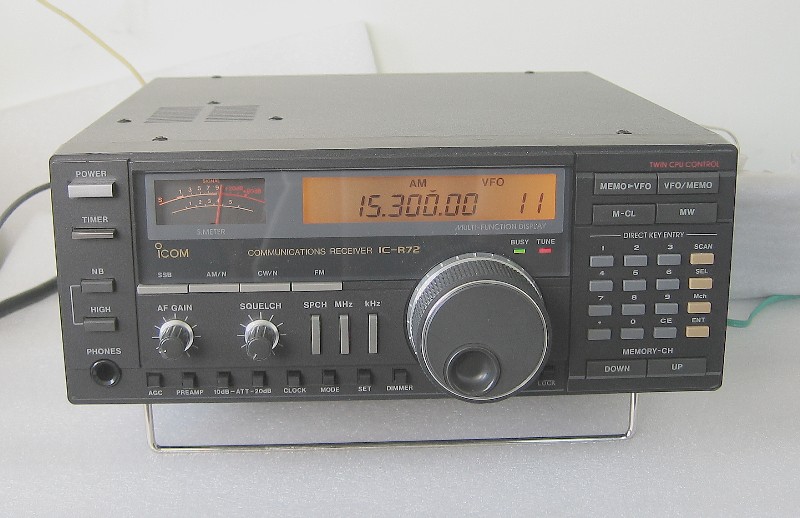 TWIN CPU CONTROL
POWER
SIGNAL
AM VFO
15.300.00 11
MEMO▸VFO VFO/MEMO
M-CL MW
TIMER
S METER
MULTI-FUNCTION DISPLAY
DIRECT KEY ENTRY
ICOM
COMMUNICATIONS RECEIVER IC-R72
BUSY TUNE
1 2 3 SCAN
4 5 6 SEL
7 8 9 Mch
• 0 CE ENT
SSB AM/N CW/N FM
NB
HIGH
AF GAIN SQUELCH SPCH MHz kHz
PHONES
MEMORY-CH
DOWN UP
AGC PREAMP 10dB-ATT-20dB CLOCK MODE SET DIMMER LOCK